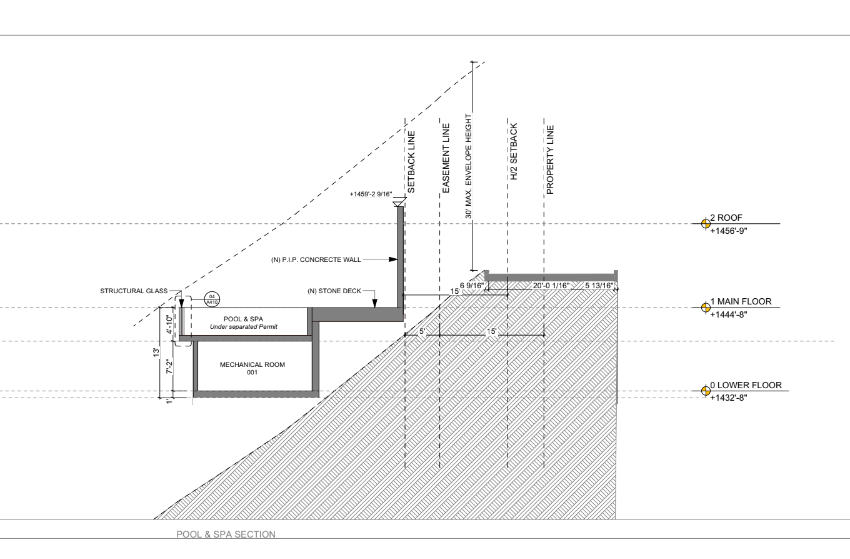 30' MAX. ENVELOPE HEIGHT
SETBACK LINE
EASEMENT LINE
H/2 SETBACK
PROPERTY LINE
+1459'-2 9/16"
2 ROOF
+1456'-9"
(N) P.I.P. CONCRECTE WALL
STRUCTURAL GLASS
(N) STONE DECK
6 9/16"
20'-0 1/16"
5 13/16"
15'
1 MAIN FLOOR
+1444'-8"
POOL & SPA
Under separated Permit
4'-10"
13'
7'-2"
1'
5'
MECHANICAL ROOM
001
0 LOWER FLOOR
+1432'-8"
POOL & SPA SECTION